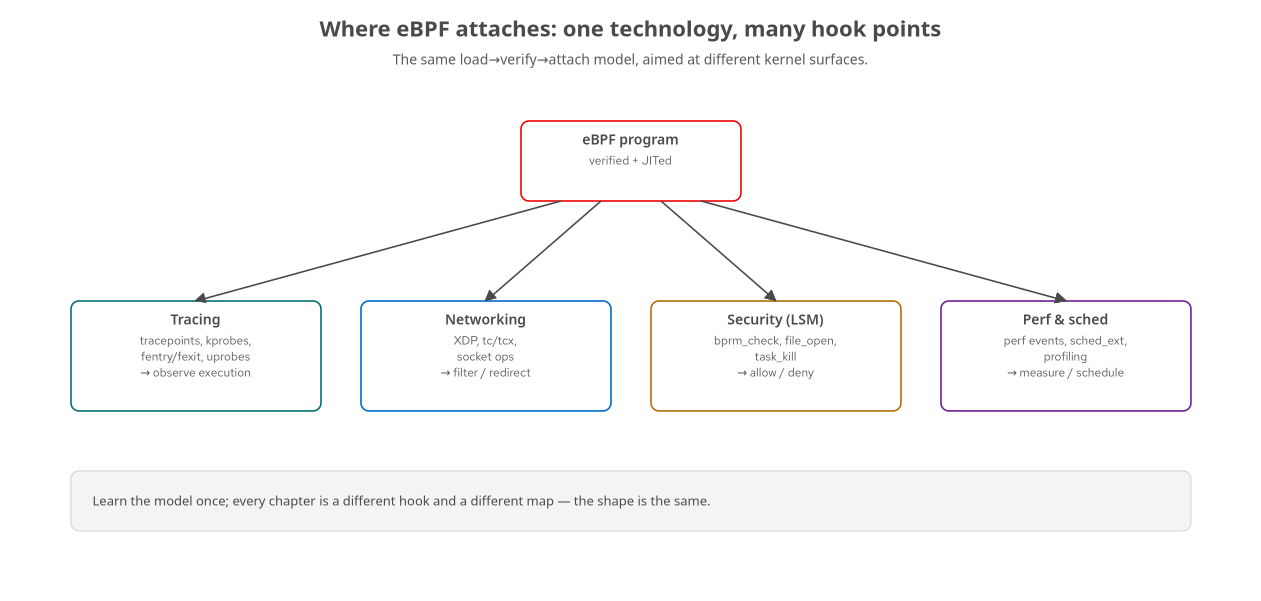 Where eBPF attaches: one technology, many hook points
The same load→verify→attach model, aimed at different kernel surfaces.
eBPF program
verified + JITed
Tracing
tracepoints, kprobes,
fentry/fexit, uprobes
→ observe execution
Networking
XDP, tc/tcx,
socket ops
→ filter / redirect
Security (LSM)
bprm_check, file_open,
task_kill
→ allow / deny
Perf & sched
perf events, sched_ext,
profiling
→ measure / schedule
Learn the model once; every chapter is a different hook and a different map — the shape is the same.